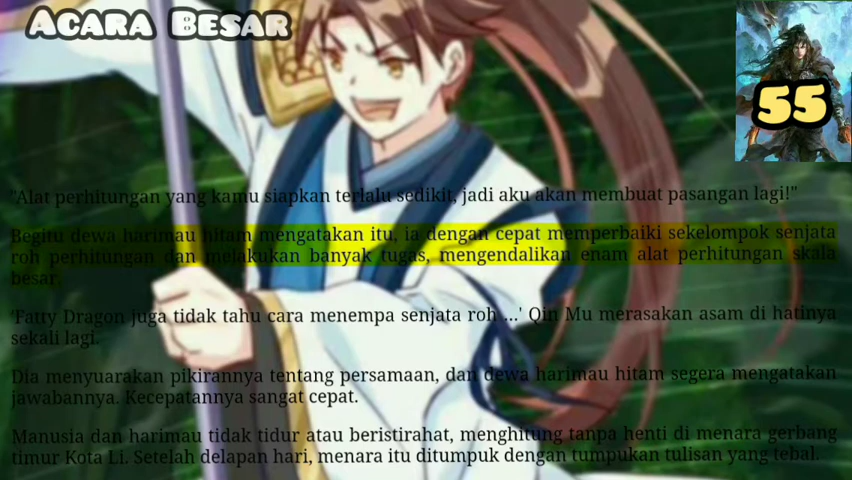 Acara Besar
55
"Alat perhitungan yang kamu siapkan terlalu sedikit, jadi aku akan membuat pasangan lagi!"
Begitu dewa harimau hitam mengatakan itu, ia dengan cepat memperbaiki sekelompok senjata
roh perhitungan dan melakukan banyak tugas, mengendalikan enam alat perhitungan skala
besar.
'Fatty Dragon juga tidak tahu cara menempa senjata roh ...' Qin Mu merasakan asam di hatinya
sekali lagi.
Dia menyuarakan pikirannya tentang persamaan, dan dewa harimau hitam segera mengatakan
jawabannya. Kecepatannya sangat cepat.
Manusia dan harimau tidak tidur atau beristirahat, menghitung tanpa henti di menara gerbang
timur Kota Li. Setelah delapan hari, menara itu ditumpuk dengan tumpukan tulisan yang tebal.